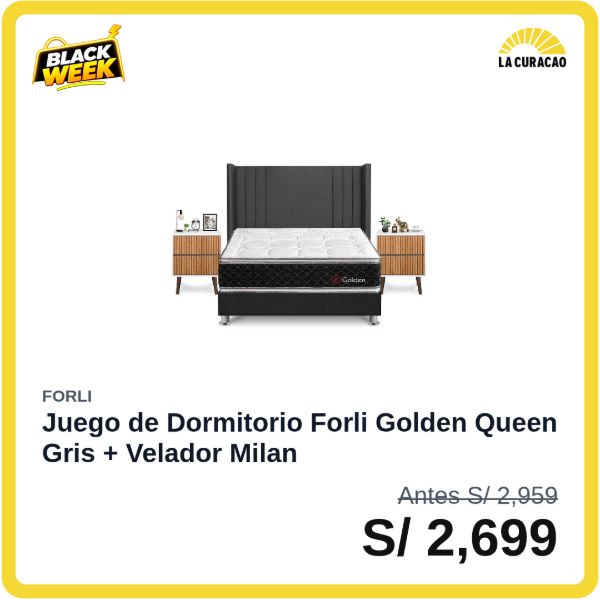 BLACK
WEEK
LA CURACAO
Golden
FORLI
Juego de Dormitorio Forli Golden Queen
Gris + Velador Milan
Antes S/ 2,959
S/ 2,699